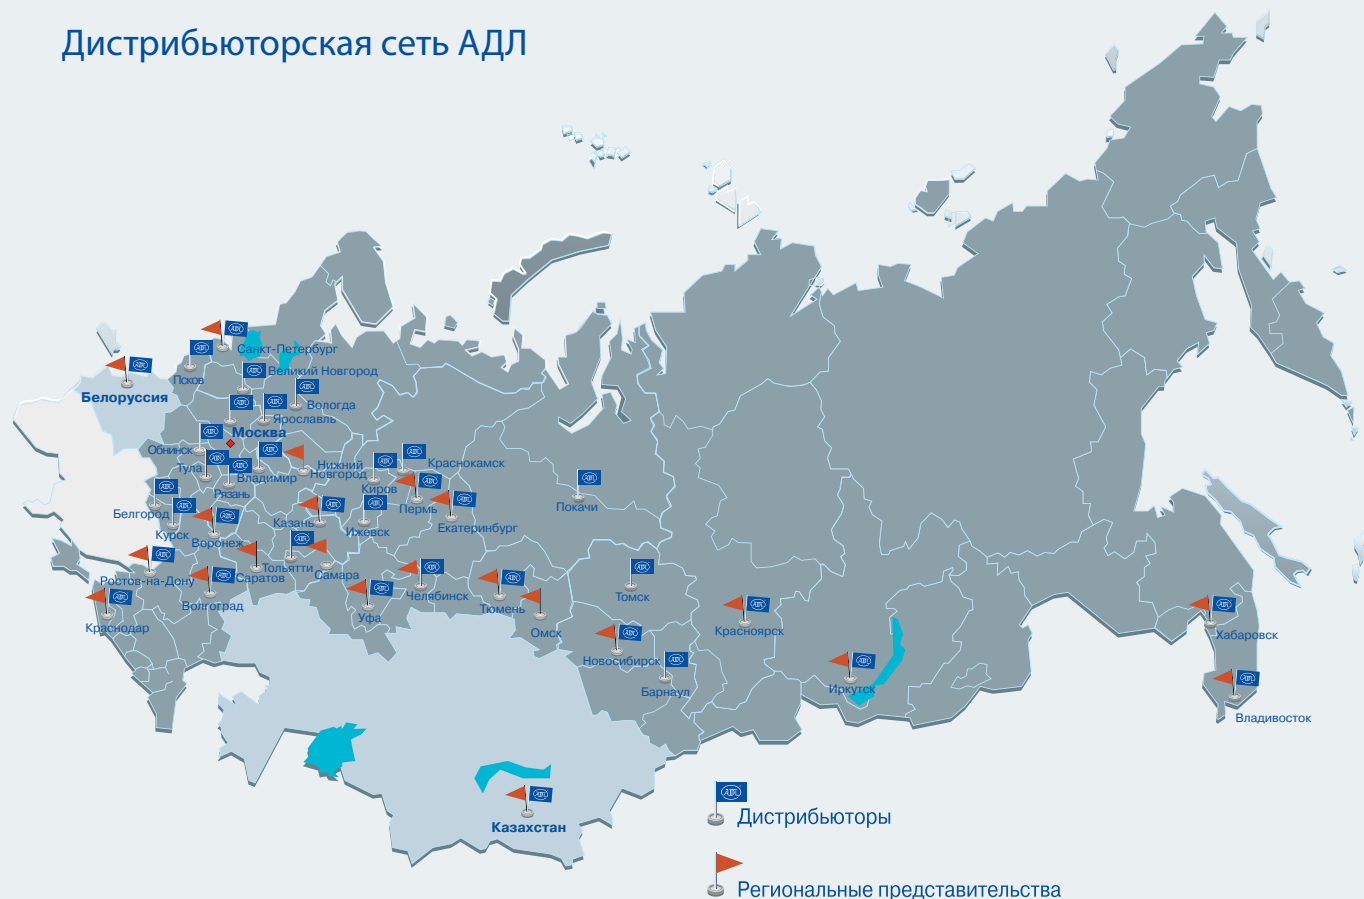 Дистрибьюторская сеть АДЛ
Санкт-Петербург
Псков
Великий Новгород
Белоруссия
Вологда
Ярославль
Москва
Обнинск
Тула
Владимир
Нижний
Новгород
Рязань
Киров
Краснокамск
Пермь
Екатеринбург
Покачи
Белгород
Курск
Воронеж
Казань
Ижевск
Ростов-на-Дону
Саратов
Тольятти
Самара
Волгоград
Краснодар
Уфа
Челябинск
Тюмень
Омск
Томск
Новосибирск
Барнаул
Красноярск
Иркутск
Хабаровск
Владивосток
Казахстан
Дистрибьюторы
Региональные представительства